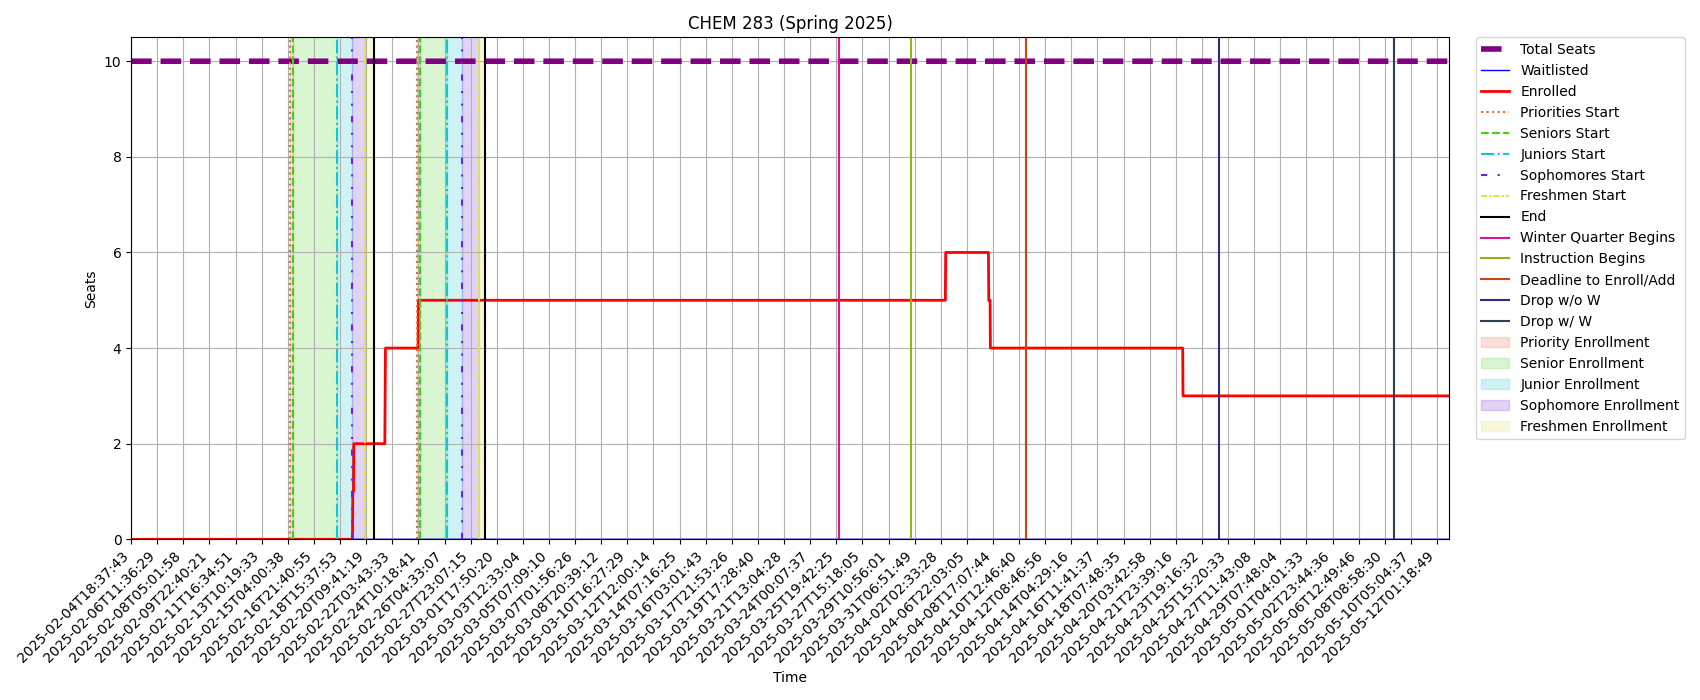 CHEM 283 (Spring 2025)
10
8
6
4
2
0
Seats
2025-02-04T18:37:43
2025-02-06T11:36:29
2025-02-08T05:01:58
2025-02-09T22:40:21
2025-02-11T16:34:51
2025-02-13T10:19:33
2025-02-15T04:00:38
2025-02-16T21:40:55
2025-02-18T15:37:53
2025-02-20T09:41:19
2025-02-22T03:43:33
2025-02-24T10:18:41
2025-02-26T04:33:07
2025-02-27T23:07:15
2025-03-01T17:50:20
2025-03-03T12:33:04
2025-03-05T07:09:10
2025-03-07T01:56:26
2025-03-08T20:39:12
2025-03-10T16:27:29
2025-03-12T12:00:14
2025-03-14T07:16:25
2025-03-16T03:01:43
2025-03-17T21:53:26
2025-03-19T17:28:40
2025-03-21T13:04:28
2025-03-24T00:07:37
2025-03-25T19:42:25
2025-03-27T15:18:05
2025-03-29T10:56:01
2025-03-31T06:51:49
2025-04-02T02:33:28
2025-04-06T22:03:05
2025-04-08T17:07:44
2025-04-10T12:46:40
2025-04-12T08:46:56
2025-04-14T04:29:16
2025-04-16T11:41:37
2025-04-18T07:48:35
2025-04-20T03:42:58
2025-04-21T23:39:16
2025-04-23T19:16:32
2025-04-25T15:20:33
2025-04-27T11:43:08
2025-04-29T07:48:04
2025-05-01T04:01:33
2025-05-02T23:44:36
2025-05-06T12:49:46
2025-05-08T08:58:30
2025-05-10T05:04:37
2025-05-12T01:18:49
Time
Total Seats
Waitlisted
Enrolled
Priorities Start
Seniors Start
Juniors Start
Sophomores Start
Freshmen Start
End
Winter Quarter Begins
Instruction Begins
Deadline to Enroll/Add
Drop w/o W
Drop w/ W
Priority Enrollment
Senior Enrollment
Junior Enrollment
Sophomore Enrollment
Freshmen Enrollment